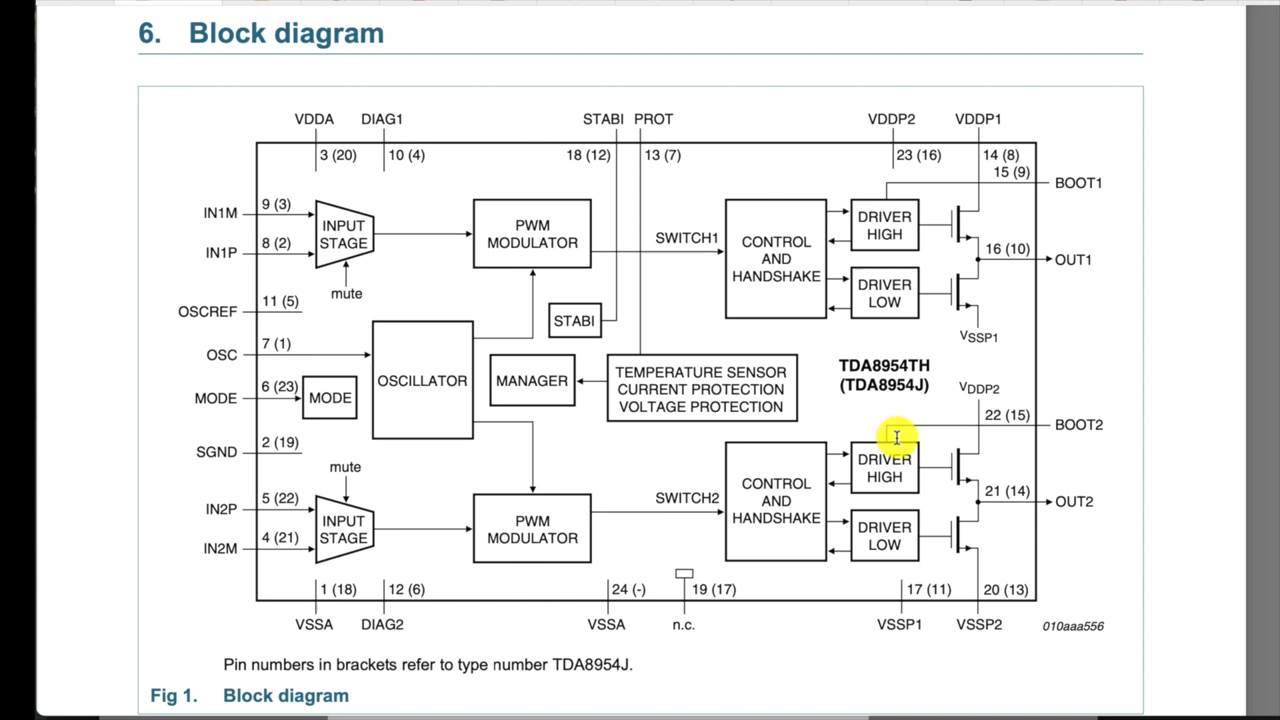 6. Block diagram
VDDA DIAG1 STABI PROT VDDP2 VDDP1
3 (20) 10 (4) 18 (12) 13 (7) 23 (16) 14 (8)
15 (9) BOOT1
IN1M 9 (3)
IN1P 8 (2)
INPUT
STAGE
mute
PWM
MODULATOR
SWITCH1
CONTROL
AND
HANDSHAKE
DRIVER
HIGH
DRIVER
LOW
16 (10) OUT1
VSSP1
OSCREF 11 (5)
OSC 7 (1)
MODE 6 (23)
MODE
OSCILLATOR
STABI
MANAGER
TEMPERATURE SENSOR
CURRENT PROTECTION
VOLTAGE PROTECTION
TDA8954TH
(TDA8954J)
VDDP2
22 (15) BOOT2
SGND 2 (19)
mute
IN2P 5 (22)
IN2M 4 (21)
INPUT
STAGE
PWM
MODULATOR
SWITCH2
CONTROL
AND
HANDSHAKE
DRIVER
HIGH
DRIVER
LOW
21 (14) OUT2
1 (18) 12 (6) 24 (-) 19 (17) 17 (11) 20 (13)
VSSA DIAG2 VSSA n.c. VSSP1 VSSP2 010aaa556
Pin numbers in brackets refer to type number TDA8954J.
Fig 1. Block diagram